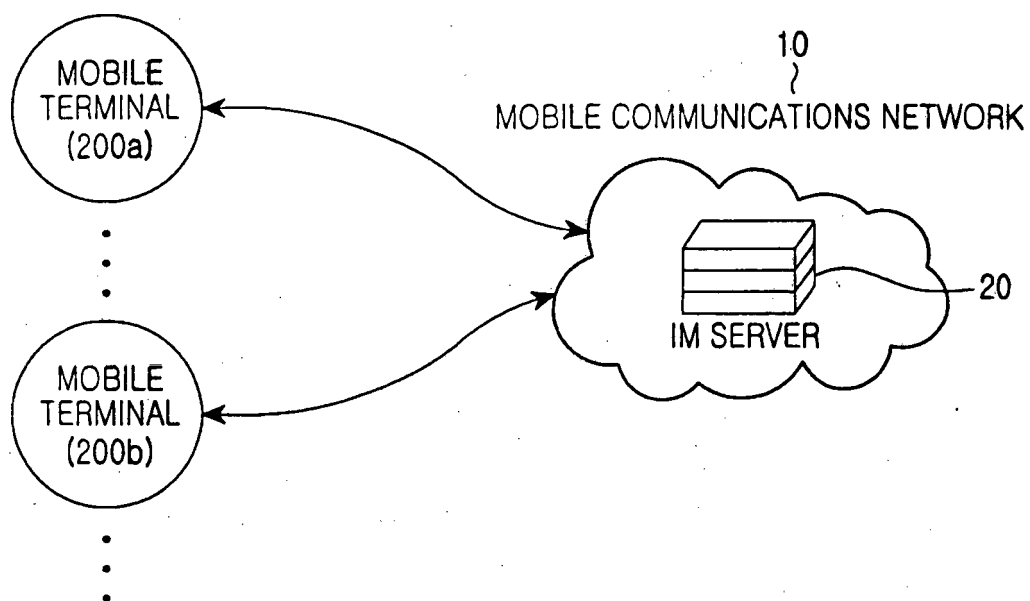 MOBILE
TERMINAL
(200a)
10
MOBILE COMMUNICATIONS NETWORK
20
IM SERVER
MOBILE
TERMINAL
(200b)